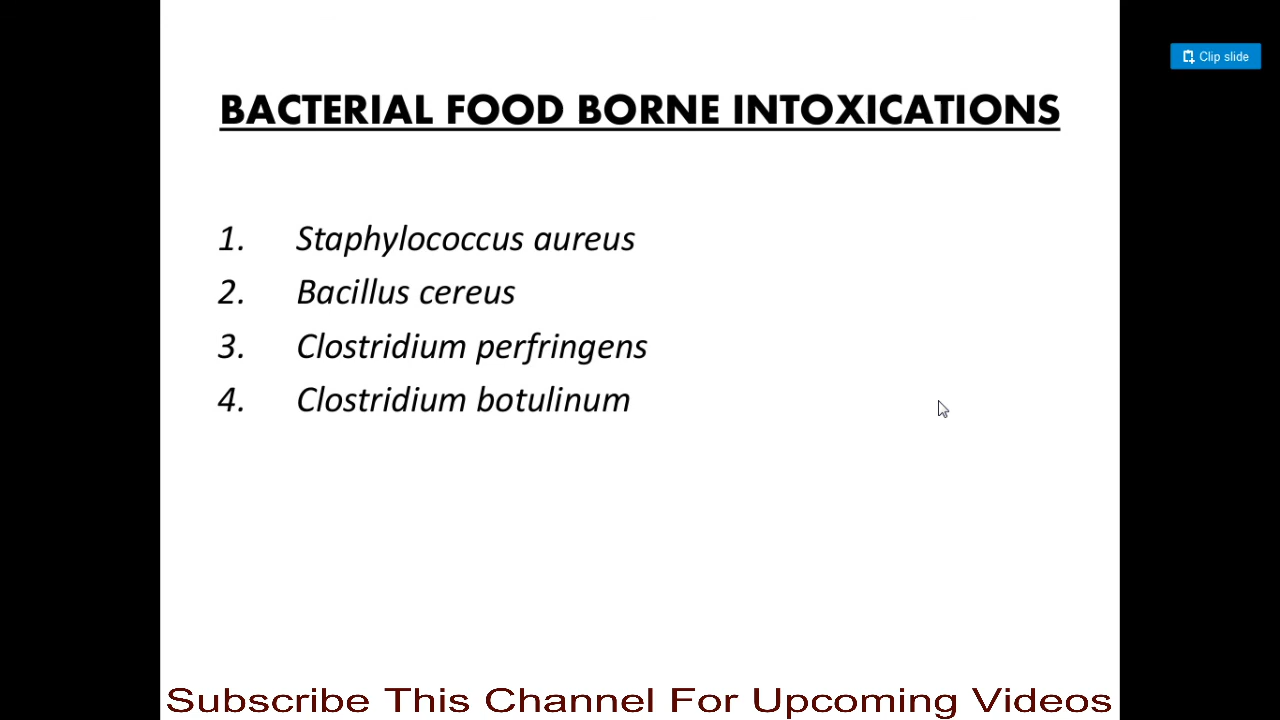 Clip slide
BACTERIAL FOOD BORNE INTOXICATIONS
1. Staphylococcus aureus
2. Bacillus cereus
3. Clostridium perfringens
4. Clostridium botulinum
Subscribe This Channel For Upcoming Videos